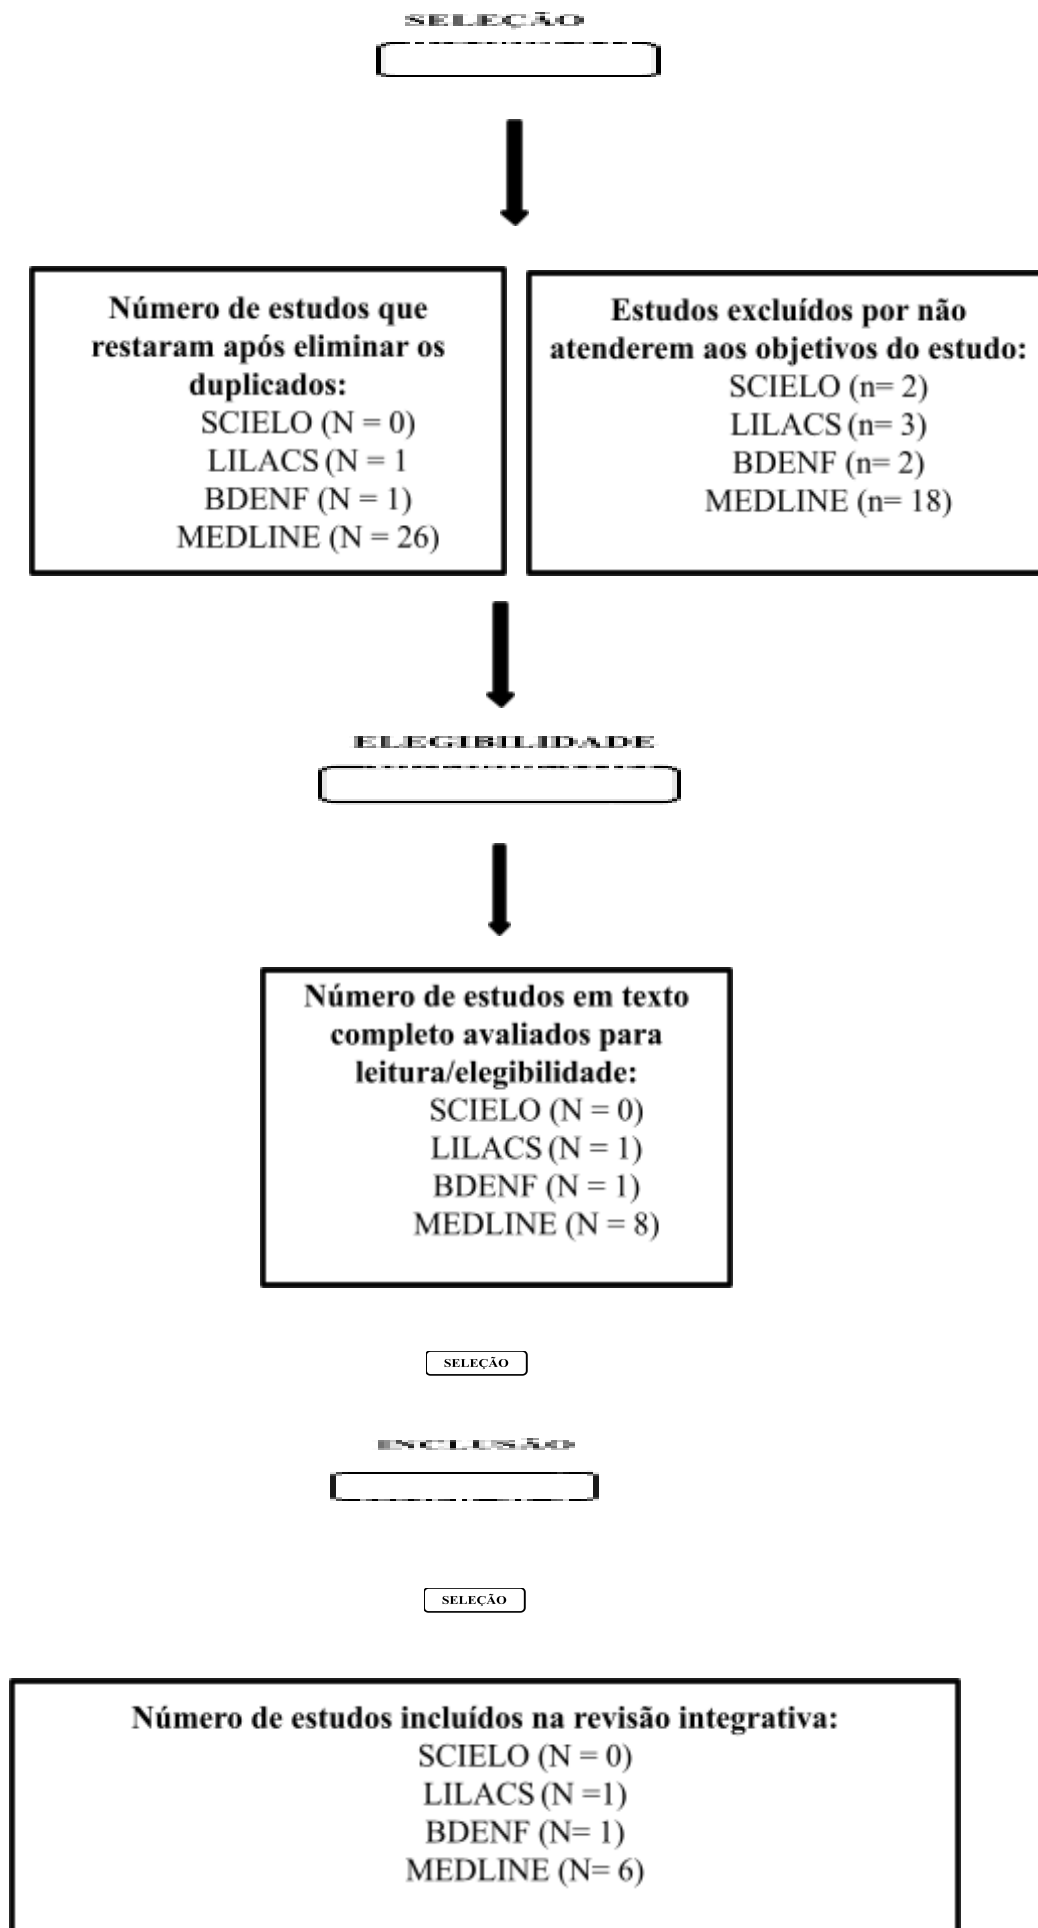 SELEÇÃO
Número de estudos que
restaram após eliminar os
duplicados:
SCIELO (N = 0)
LILACS (N = 1
BDENF (N = 1)
MEDLINE (N = 26)
Estudos excluídos por não
atenderem aos objetivos do estudo:
SCIELO (n= 2)
LILACS (n= 3)
BDENF (n= 2)
MEDLINE (n= 18)
ELEGIBILIDADE
Número de estudos em texto
completo avaliados para
leitura/elegibilidade:
SCIELO (N = 0)
LILACS (N = 1)
BDENF (N = 1)
MEDLINE (N = 8)
SELEÇÃO
INCLUSÃO
SELEÇÃO
Número de estudos incluídos na revisão integrativa:
SCIELO (N = 0)
LILACS (N =1)
BDENF (N= 1)
MEDLINE (N= 6)